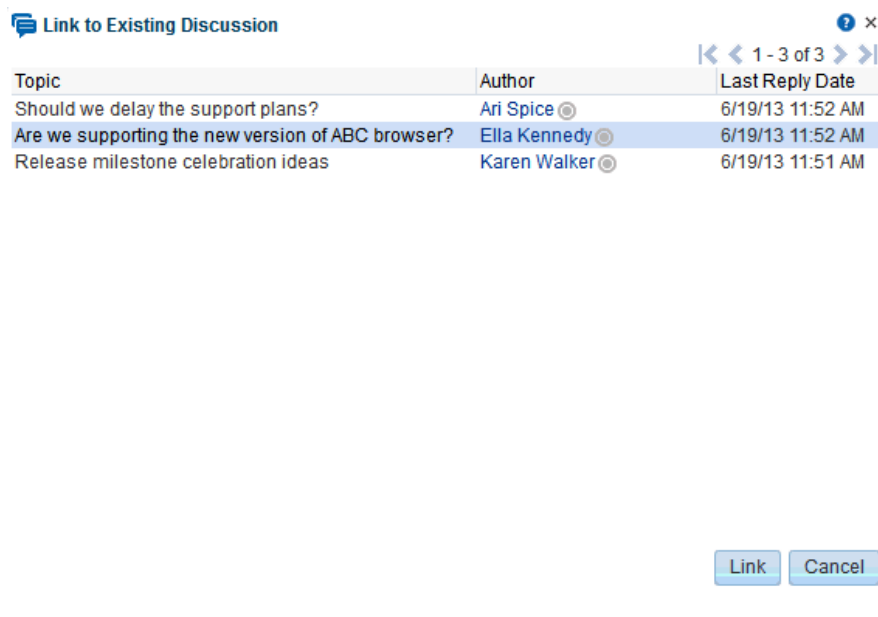 Link to Existing Discussion
1 - 3 of 3
Topic Author Last Reply Date
Should we delay the support plans? Ari Spice 6/19/13 11:52 AM
Are we supporting the new version of ABC browser? Ella Kennedy 6/19/13 11:52 AM
Release milestone celebration ideas Karen Walker 6/19/13 11:51 AM
Link Cancel